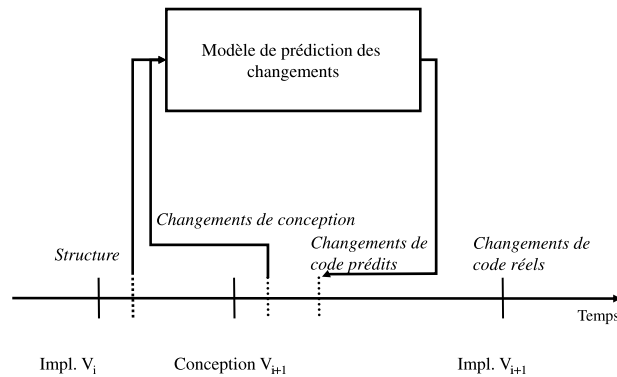 Modèle de prédiction des
changements
Changements de conception
Structure
Changements de
code prédits
Changements de
code réels
Temps
Impl. Vi
Conception Vi+1
Impl. Vi+1